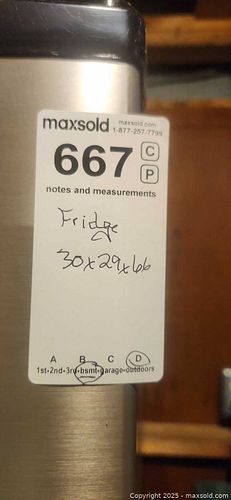 maxsold maxsold.com
1-877-257-7799
667 C
P
notes and measurements
Fridge
30x29x66
A B C D
1st-2nd-3rd-bsmt-garage-outdoors
Copyright 2025 - maxsold.com